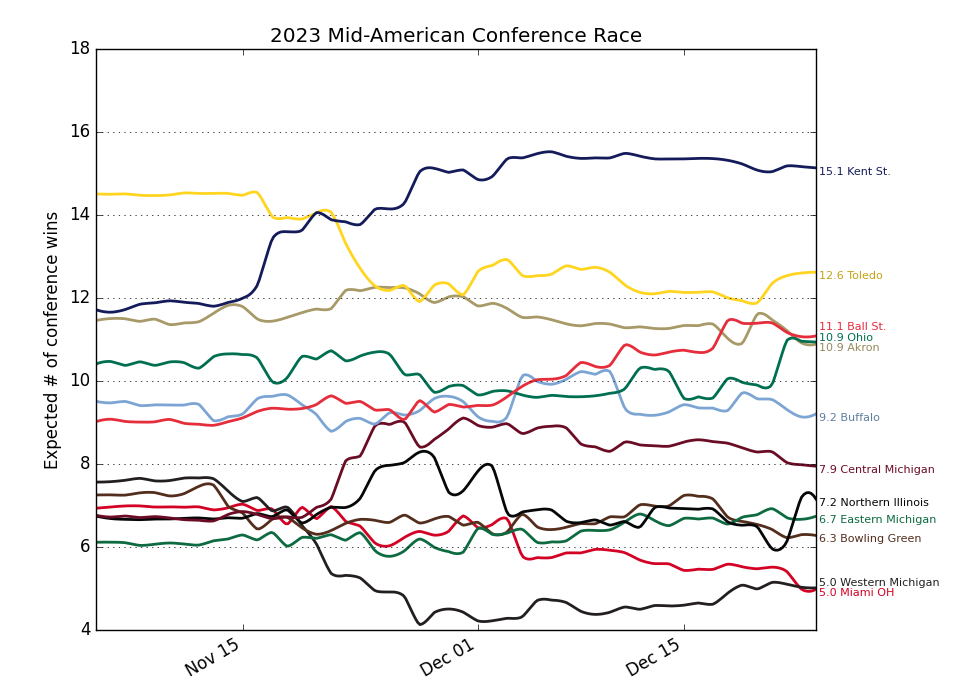 2023 Mid-American Conference Race
Expected # of conference wins
18
16
14
12
10
8
6
4
Nov 15
Dec 01
Dec 15
15.1 Kent St.
12.6 Toledo
11.1 Ball St.
10.9 Ohio
10.9 Akron
9.2 Buffalo
7.9 Central Michigan
7.2 Northern Illinois
6.7 Eastern Michigan
6.3 Bowling Green
5.0 Western Michigan
5.0 Miami OH